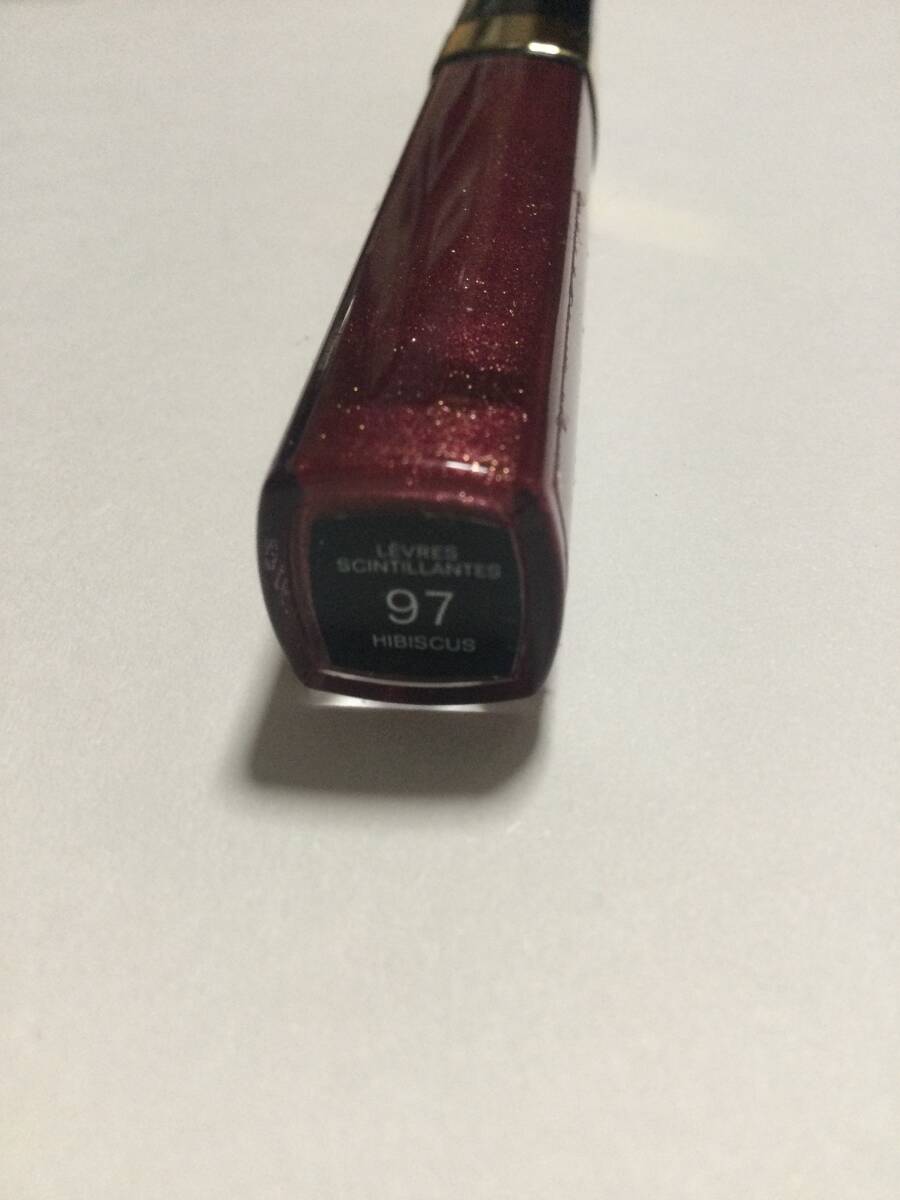 LÈVRES
SCINTILLANTES
97
HIBISCUS